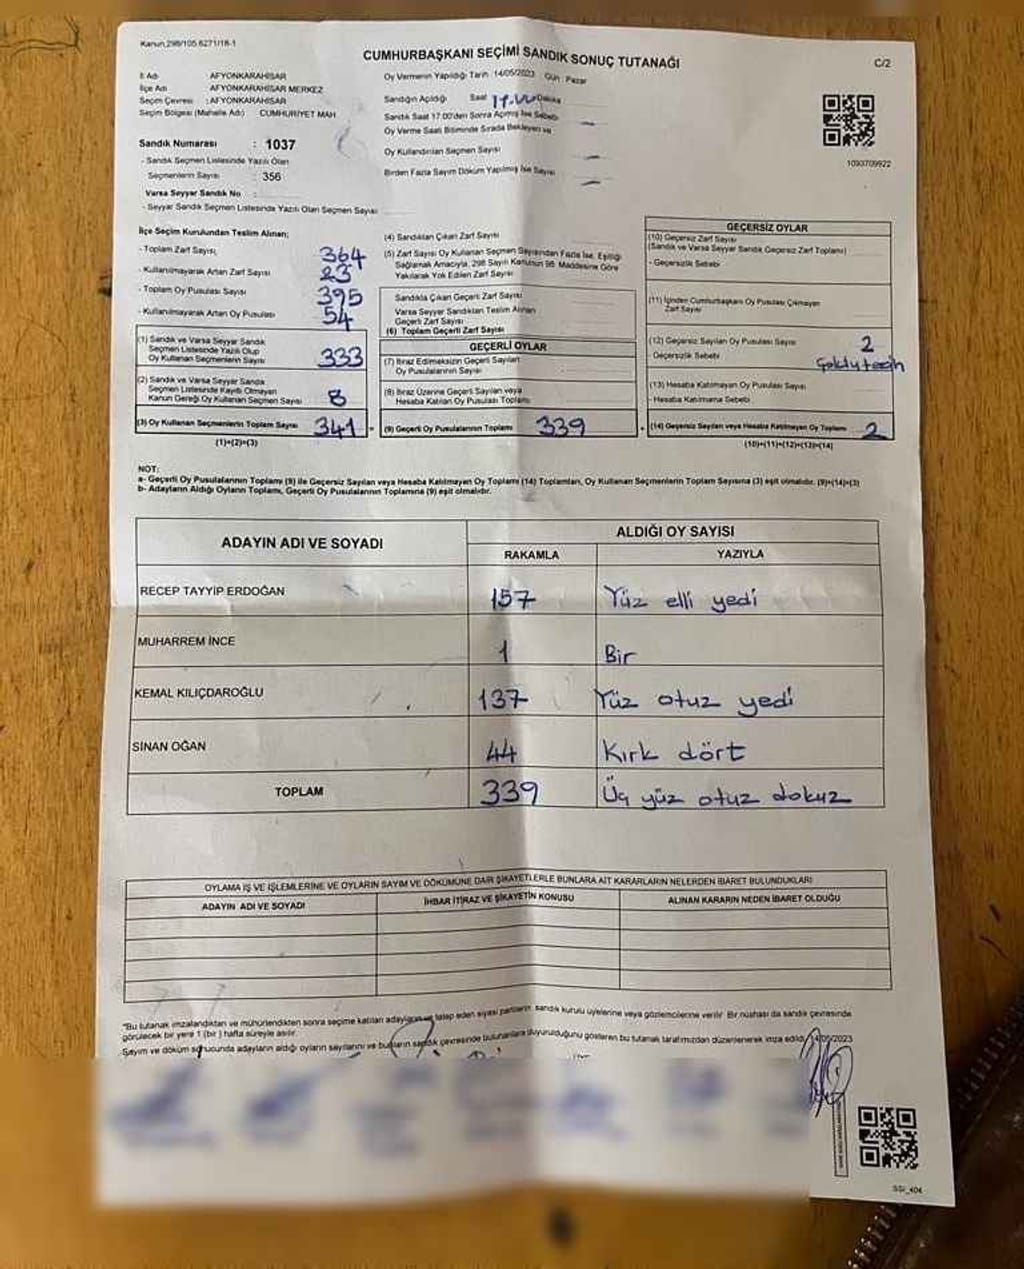 Kanun.298/105.6271/18-1
CUMHURBAŞKANI SEÇİMİ SANDIK SONUÇ TUTANAĞI
C/2
İl Adı AFYONKARAHİSAR
İlçe Adı AFYONKARAHİSAR MERKEZ
Seçim Çevresi : AFYONKARAHİSAR
Seçim Bölgesi (Mahalle Adı) CUMHURİYET MAH
Oy Vermenin Yapıldığı Tarih 14/05/2023 Gün : Pazar
Sandığın Açıldığı Saat 17.00 Dakika
Sandık Saat 17.00'den Sonra Açılmış İse Sebebi
Oy Verme Saati Bitiminde Sırada Bekleyen ve
Oy Kullandırılan Seçmen Sayısı
Birden Fazla Sayım Döküm Yapılmış İse Sayısı
1093709922
Sandık Numarası : 1037
- Sandık Seçmen Listesinde Yazılı Olan
Seçmenlerin Sayısı : 356
Varsa Seyyar Sandık No :
- Seyyar Sandık Seçmen Listesinde Yazılı Olan Seçmen Sayısı
İlçe Seçim Kurulundan Teslim Alınan;
- Toplam Zarf Sayısı 364
- Kullanılmayarak Artan Zarf Sayısı 23
- Toplam Oy Pusulası Sayısı 395
- Kullanılmayarak Artan Oy Pusulası 54
(1) Sandık ve Varsa Seyyar Sandık
Seçmen Listesinde Yazılı Olup
Oy Kullanan Seçmenlerin Sayısı 333
(2) Sandık ve Varsa Seyyar Sandık
Seçmen Listesinde Kayıtlı Olmayan
Kanun Gereği Oy Kullanan Seçmen Sayısı 8
(3) Oy Kullanan Seçmenlerin Toplam Sayısı 341
(1)+(2)=(3)
(4) Sandıktan Çıkan Zarf Sayısı
(5) Zarf Sayısı Oy Kullanan Seçmen Sayısından Fazla İse, Eşitliği
Sağlamak Amacıyla, 298 Sayılı Kanunun 98. Maddesine Göre
Yakılarak Yok Edilen Zarf Sayısı
Sandıkta Çıkan Geçerli Zarf Sayısı
Varsa Seyyar Sandıktan Teslim Alınan
Geçerli Zarf Sayısı
(6) Toplam Geçerli Zarf Sayısı
GEÇERLİ OYLAR
(7) İtiraz Edilmeksizin Geçerli Sayılan
Oy Pusulalarının Sayısı
(8) İtiraz Üzerine Geçerli Sayılan veya
Hesaba Katılan Oy Pusulası Toplamı
(9) Geçerli Oy Pusulalarının Toplamı 339
GEÇERSİZ OYLAR
(10) Geçersiz Zarf Sayısı
(Sandık ve Varsa Seyyar Sandık Geçersiz Zarf Toplamı)
- Geçersizlik Sebebi
(11) İçinden Cumhurbaşkanı Oy Pusulası Çıkmayan
Zarf Sayısı
(12) Geçersiz Sayılan Oy Pusulası Sayısı 2
- Geçersizlik Sebebi
(13) Hesaba Katılmayan Oy Pusulası Sayısı
- Hesaba Katılmama Sebebi
(14) Geçersiz Sayılan veya Hesaba Katılmayan Oy Toplamı 2
(10)+(11)+(12)+(13)=(14)
NOT:
a- Geçerli Oy Pusulalarının Toplamı (9) ile Geçersiz Sayılan veya Hesaba Katılmayan Oy Toplamı (14) Toplamları, Oy Kullanan Seçmenlerin Toplam Sayısına (3) eşit olmalıdır. (9)+(14)=(3)
b- Adayların Aldığı Oyların Toplamı, Geçerli Oy Pusulalarının Toplamına (9) eşit olmalıdır.
ADAYIN ADI VE SOYADI
ALDIĞI OY SAYISI
RAKAMLA YAZIYLA
RECEP TAYYİP ERDOĞAN 157 Yüz elli yedi
MUHARREM İNCE 1 Bir
KEMAL KILIÇDAROĞLU 137 Yüz otuz yedi
SİNAN OĞAN 44 Kırk dört
TOPLAM 339 Üç yüz otuz dokuz
OYLAMA İŞ VE İŞLEMLERİNE VE OYLARIN SAYIM VE DÖKÜMÜNE DAİR ŞİKAYETLERLE BUNLARA AİT KARARLARIN NELERDEN İBARET BULUNDUKLARI
ADAYIN ADI VE SOYADI İHBAR İTİRAZ VE ŞİKAYETİN KONUSU ALINAN KARARIN NEDEN İBARET OLDUĞU
"Bu tutanak imzalandıktan ve mühürlendikten sonra seçime katılan adayların ve talep eden siyasi partilerin sandık kurulu üyelerine veya gözlemcilerine verilir. Bir nüshası da sandık çevresinde
görülecek bir yere 1 (bir) hafta süreyle asılır.
Sayım ve döküm sonucunda adayların aldığı oyların sayılarını ve bunların sandık çevresinde bulunanlara duyurulduğunu gösteren bu tutanak tarafımızdan düzenlenerek imza edildi. 14/05/2023
SSI_404